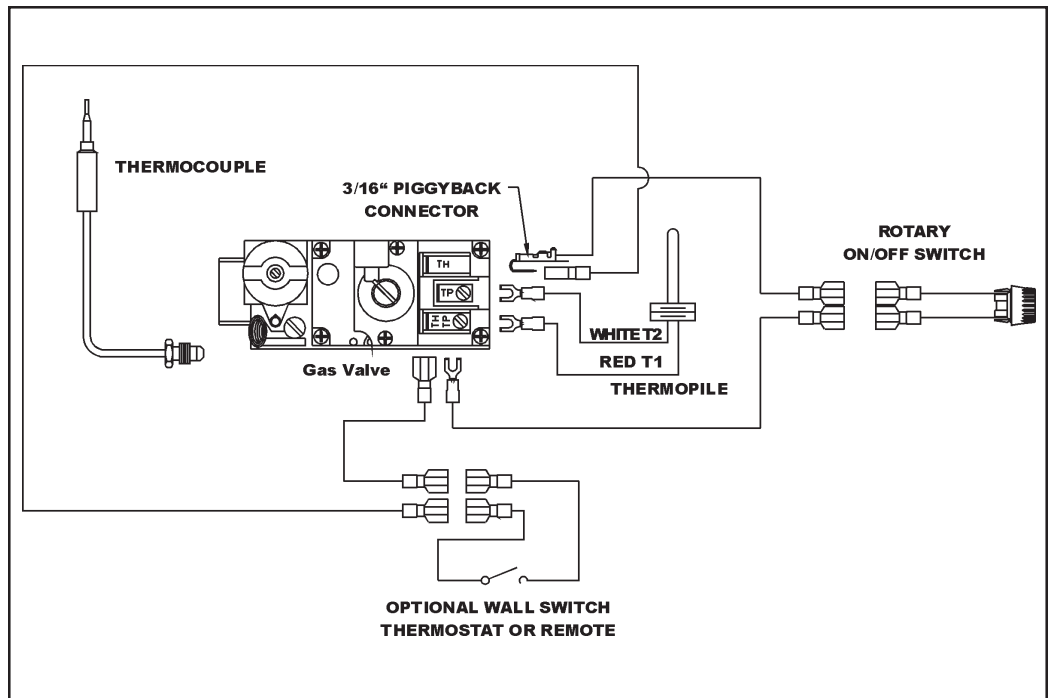 THERMOCOUPLE
3/16“ PIGGYBACK
CONNECTOR
ROTARY
ON/OFF SWITCH
TH
TP
TH
TP
WHITE T2
RED T1
THERMOPILE
Gas Valve
OPTIONAL WALL SWITCH
THERMOSTAT OR REMOTE